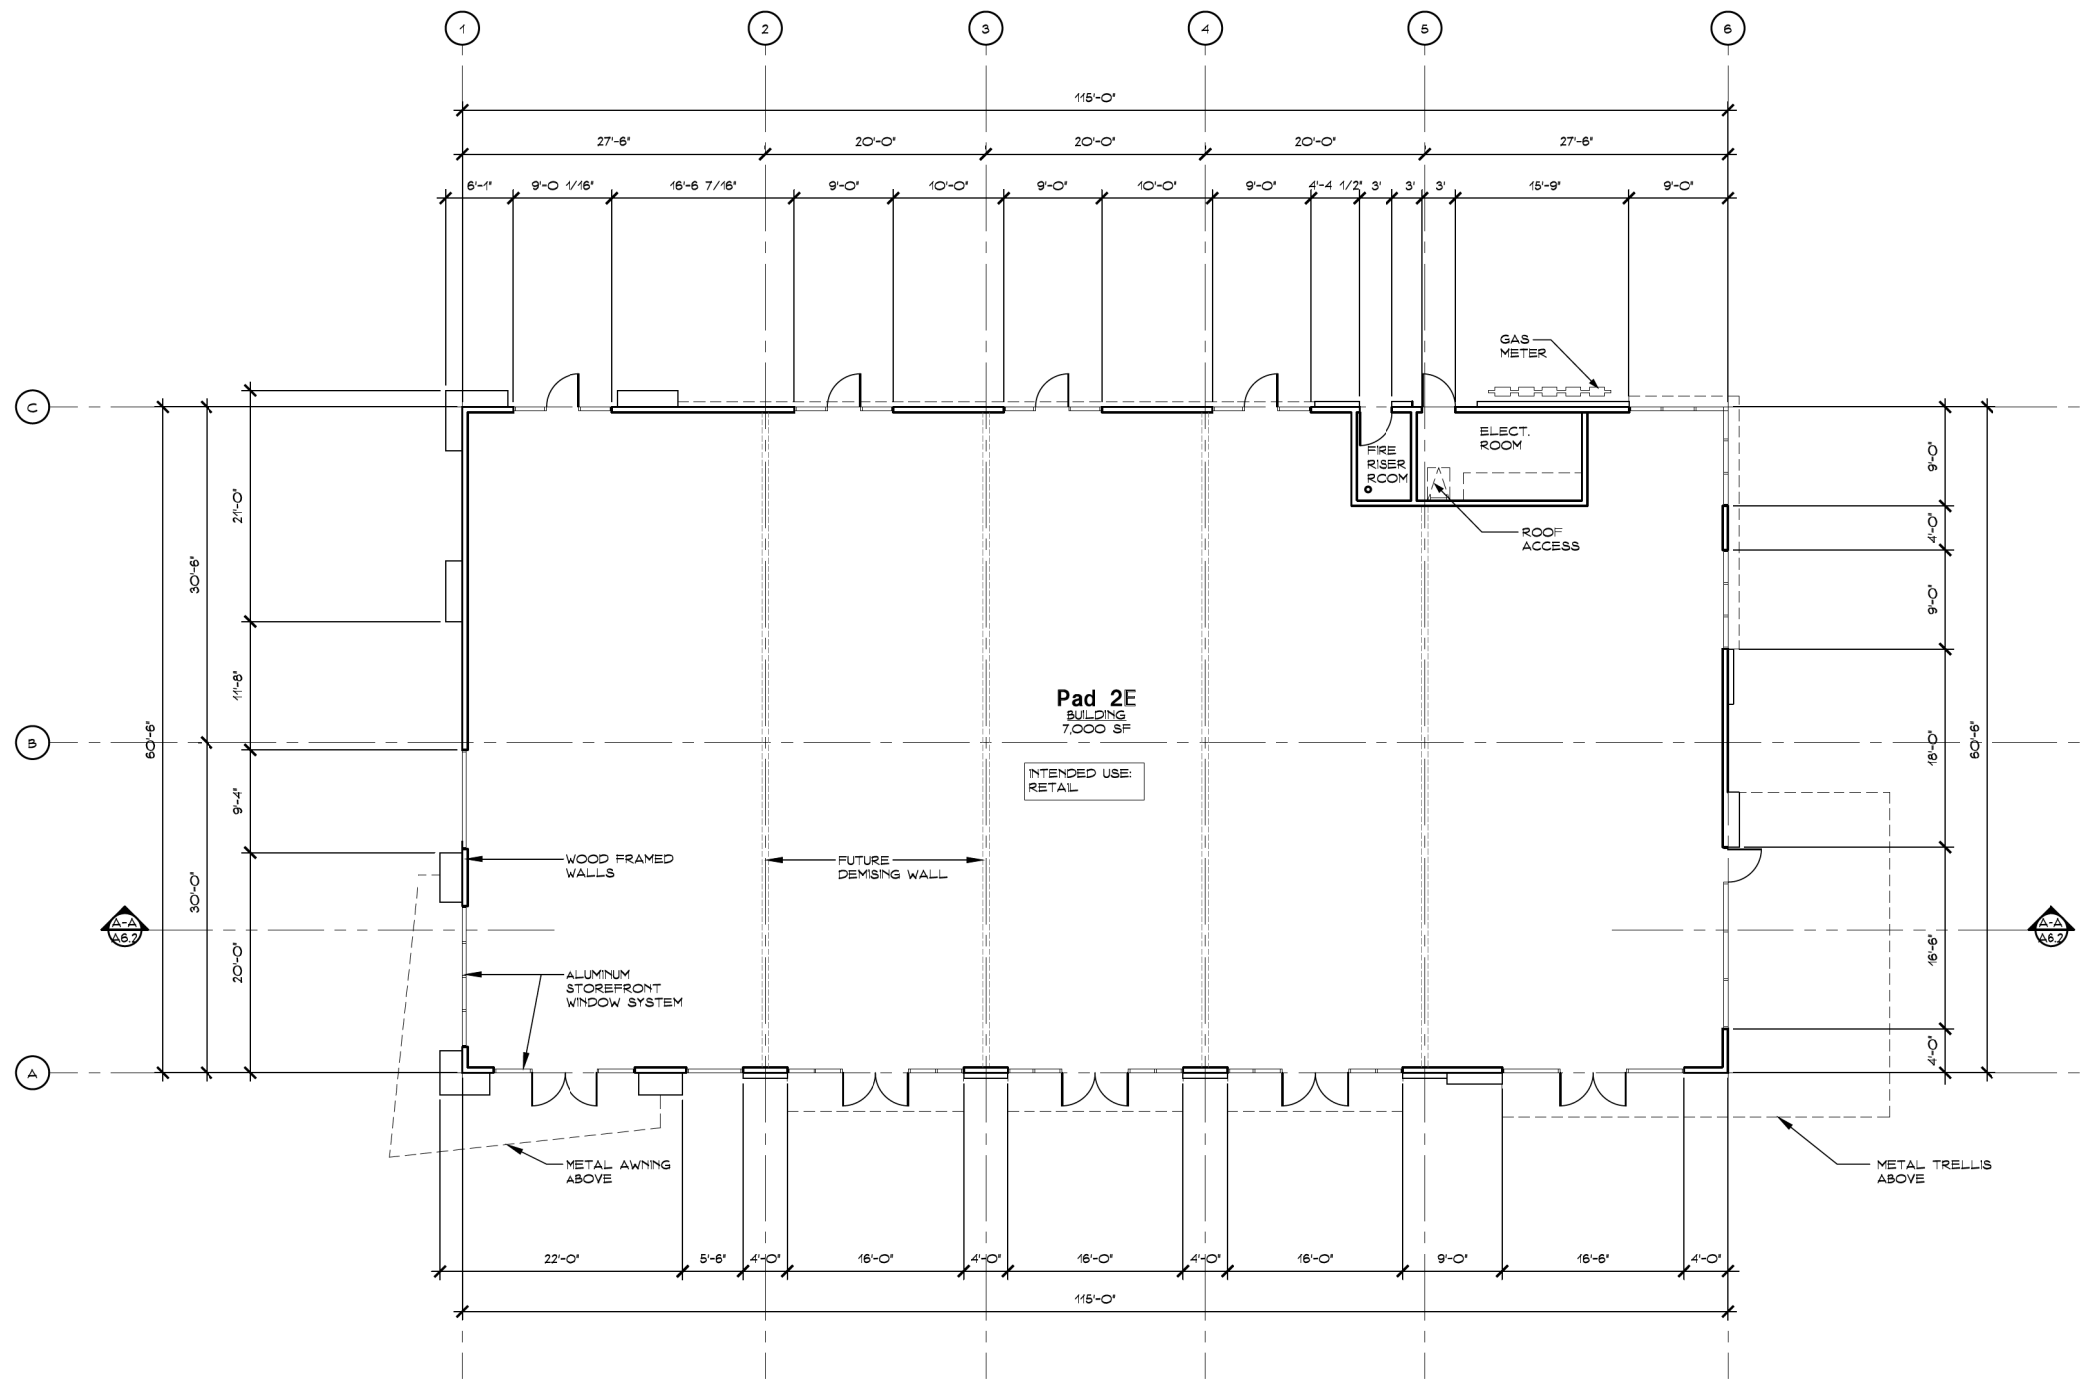 1 2 3 4 5 6
115'-0"
27'-6" 20'-0" 20'-0" 20'-0" 27'-6"
6'-1" 9'-0 1/16" 16'-6 7/16" 9'-0" 10'-0" 9'-0" 10'-0" 9'-0" 4'-4 1/2" 3' 3' 3' 15'-9" 9'-0"
GAS
METER
C
ELECT.
ROOM
FIRE
RISER
ROOM
ROOF
ACCESS
21'-0"
30'-6"
11'-8"
60'-6"
9'-4"
30'-0"
20'-0"
9'-0"
4'-0"
9'-0"
18'-0"
60'-6"
16'-6"
4'-0"
Pad 2E
BUILDING
7,000 SF
B
INTENDED USE:
RETAIL
WOOD FRAMED
WALLS
FUTURE
DEMISING WALL
A-A
A6.2
A-A
A6.2
ALUMINUM
STOREFRONT
WINDOW SYSTEM
A
METAL AWNING
ABOVE
METAL TRELLIS
ABOVE
22'-0" 5'-6" 4'-0" 16'-0" 4'-0" 16'-0" 4'-0" 16'-0" 9'-0" 16'-6" 4'-0"
115'-0"